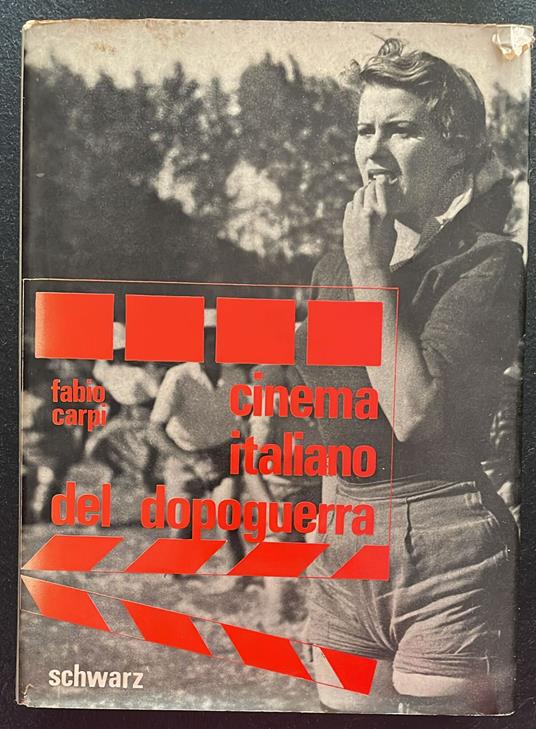 fabio
carpi
cinema
italiano
del dopoguerra
schwarz